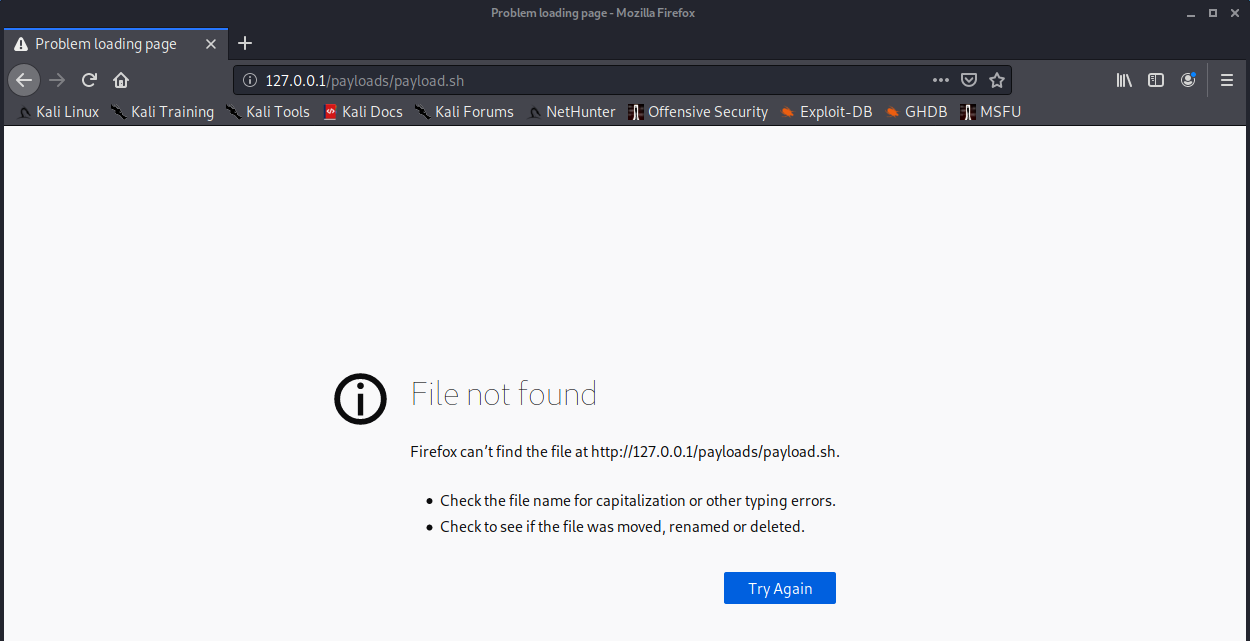 Problem loading page - Mozilla Firefox
Problem loading page
127.0.0.1/payloads/payload.sh
Kali Linux Kali Training Kali Tools Kali Docs Kali Forums NetHunter Offensive Security Exploit-DB GHDB MSFU
File not found
Firefox can’t find the file at http://127.0.0.1/payloads/payload.sh.
• Check the file name for capitalization or other typing errors.
• Check to see if the file was moved, renamed or deleted.
Try Again